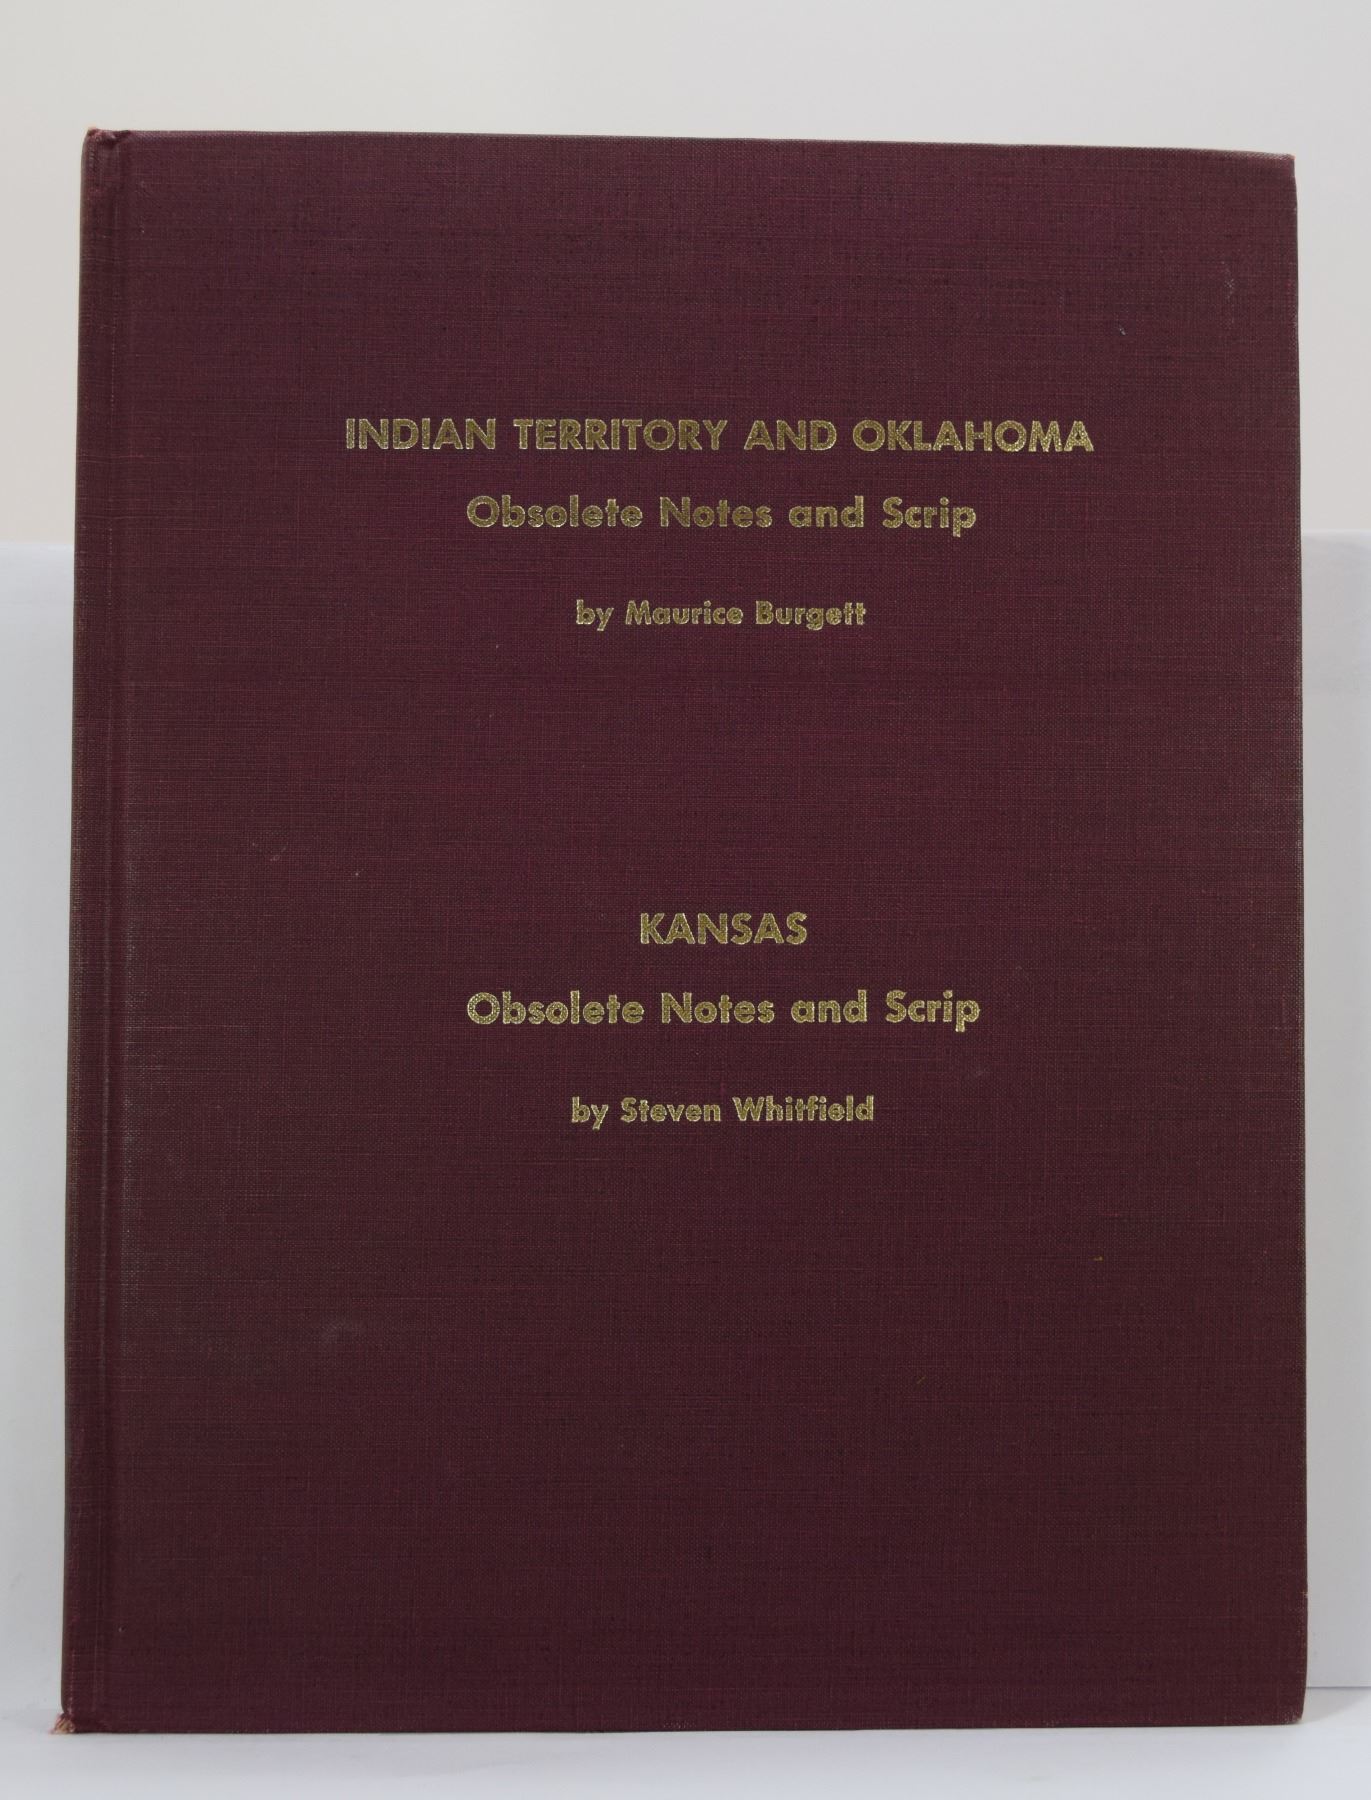 INDIAN TERRITORY AND OKLAHOMA
Obsolete Notes and Scrip
by Maurice Burgett
KANSAS
Obsolete Notes and Scrip
by Steven Whitfield